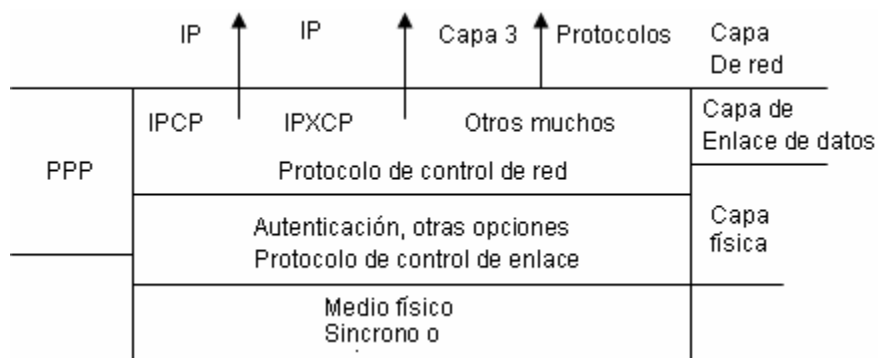 IP IP Capa 3 Protocolos Capa
De red
IPCP IPXCP Otros muchos Capa de
Enlace de datos
PPP Protocolo de control de red
Autenticación, otras opciones Capa
física
Protocolo de control de enlace
Medio físico
Sincrono o